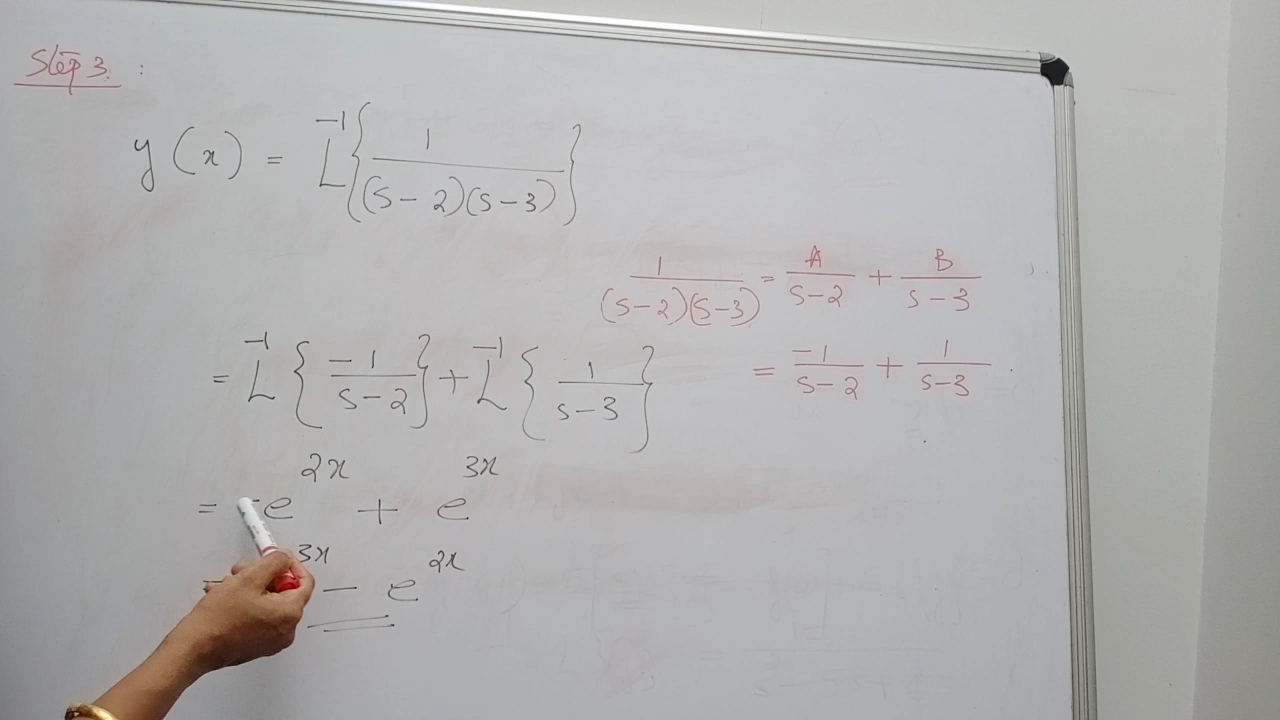 Step 3 :
y(x) = L⁻¹{ 1 / (s-2)(s-3) }
1 / (s-2)(s-3) = A / s-2 + B / s-3
= L⁻¹{ -1 / s-2 } + L⁻¹{ 1 / s-3 }
= -1 / s-2 + 1 / s-3
= -e^2x + e^3x
= 3x - e^2x